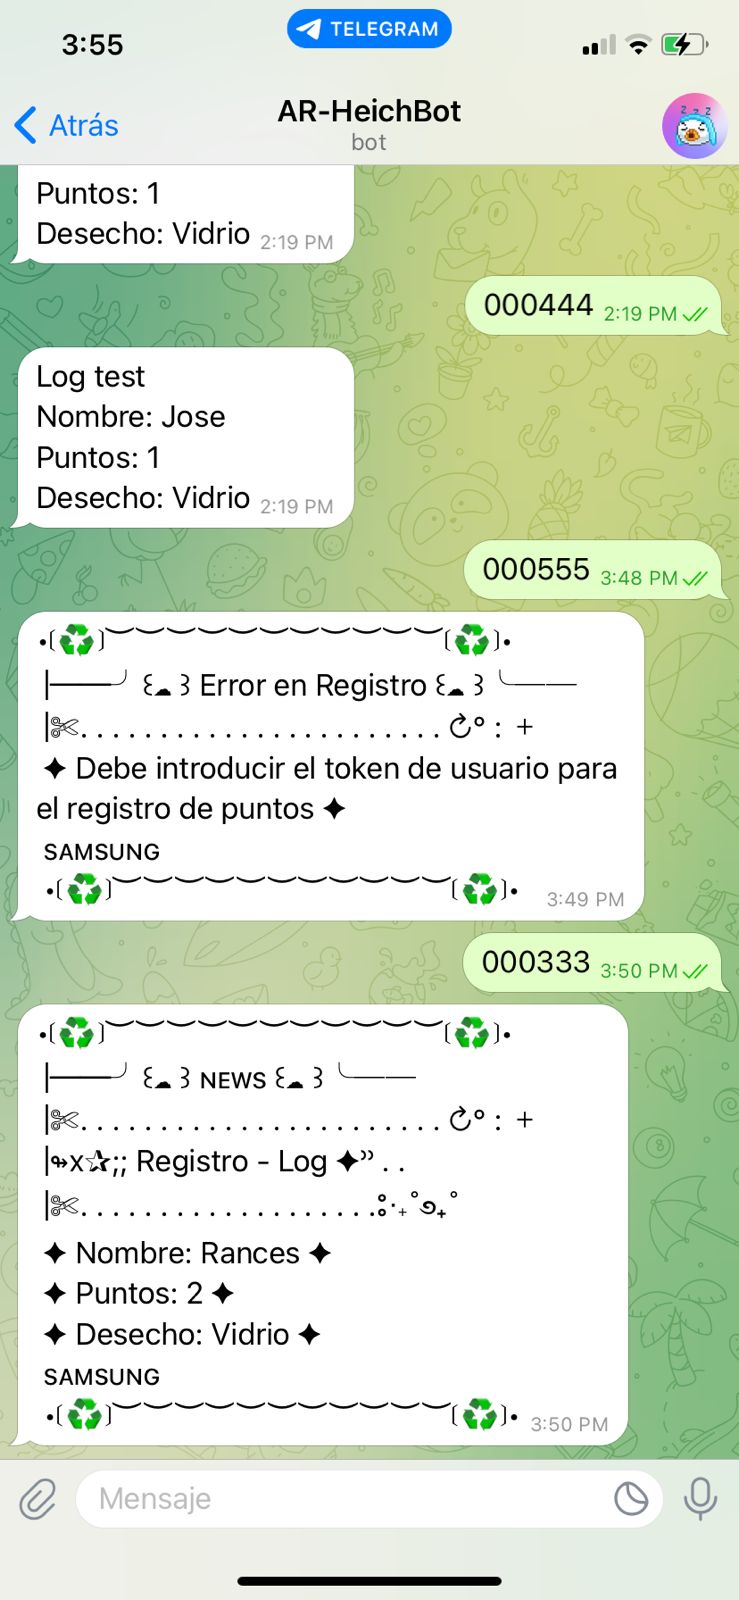 3:55
TELEGRAM
Atrás
AR-HeichBot
bot
Puntos: 1
Desecho: Vidrio 2:19 PM
000444 2:19 PM
Log test
Nombre: Jose
Puntos: 1
Desecho: Vidrio 2:19 PM
000555 3:48 PM
•[♻️]︶︶︶︶︶︶︶︶︶︶︶[♻️]•
|───╯ ꒰☁︎ ꒱ Error en Registro ꒰☁︎ ꒱ ╰───
|✄. . . . . . . . . . . . . . . . . . . . . . . ↻° : +
✦ Debe introducir el token de usuario para
el registro de puntos ✦
SAMSUNG
•[♻️]︶︶︶︶︶︶︶︶︶︶︶[♻️]• 3:49 PM
000333 3:50 PM
•[♻️]︶︶︶︶︶︶︶︶︶︶︶[♻️]•
|───╯ ꒰☁︎ ꒱ ɴᴇᴡs ꒰☁︎ ꒱ ╰───
|✄. . . . . . . . . . . . . . . . . . . . . . . ↻° : +
|↬x✰;; Registro - Log ✦” . .
|✄. . . . . . . . . . . . . . . . . . .ஃ·₊˚૭₊˚
✦ Nombre: Rances ✦
✦ Puntos: 2 ✦
✦ Desecho: Vidrio ✦
SAMSUNG
•[♻️]︶︶︶︶︶︶︶︶︶︶︶[♻️]• 3:50 PM
Mensaje